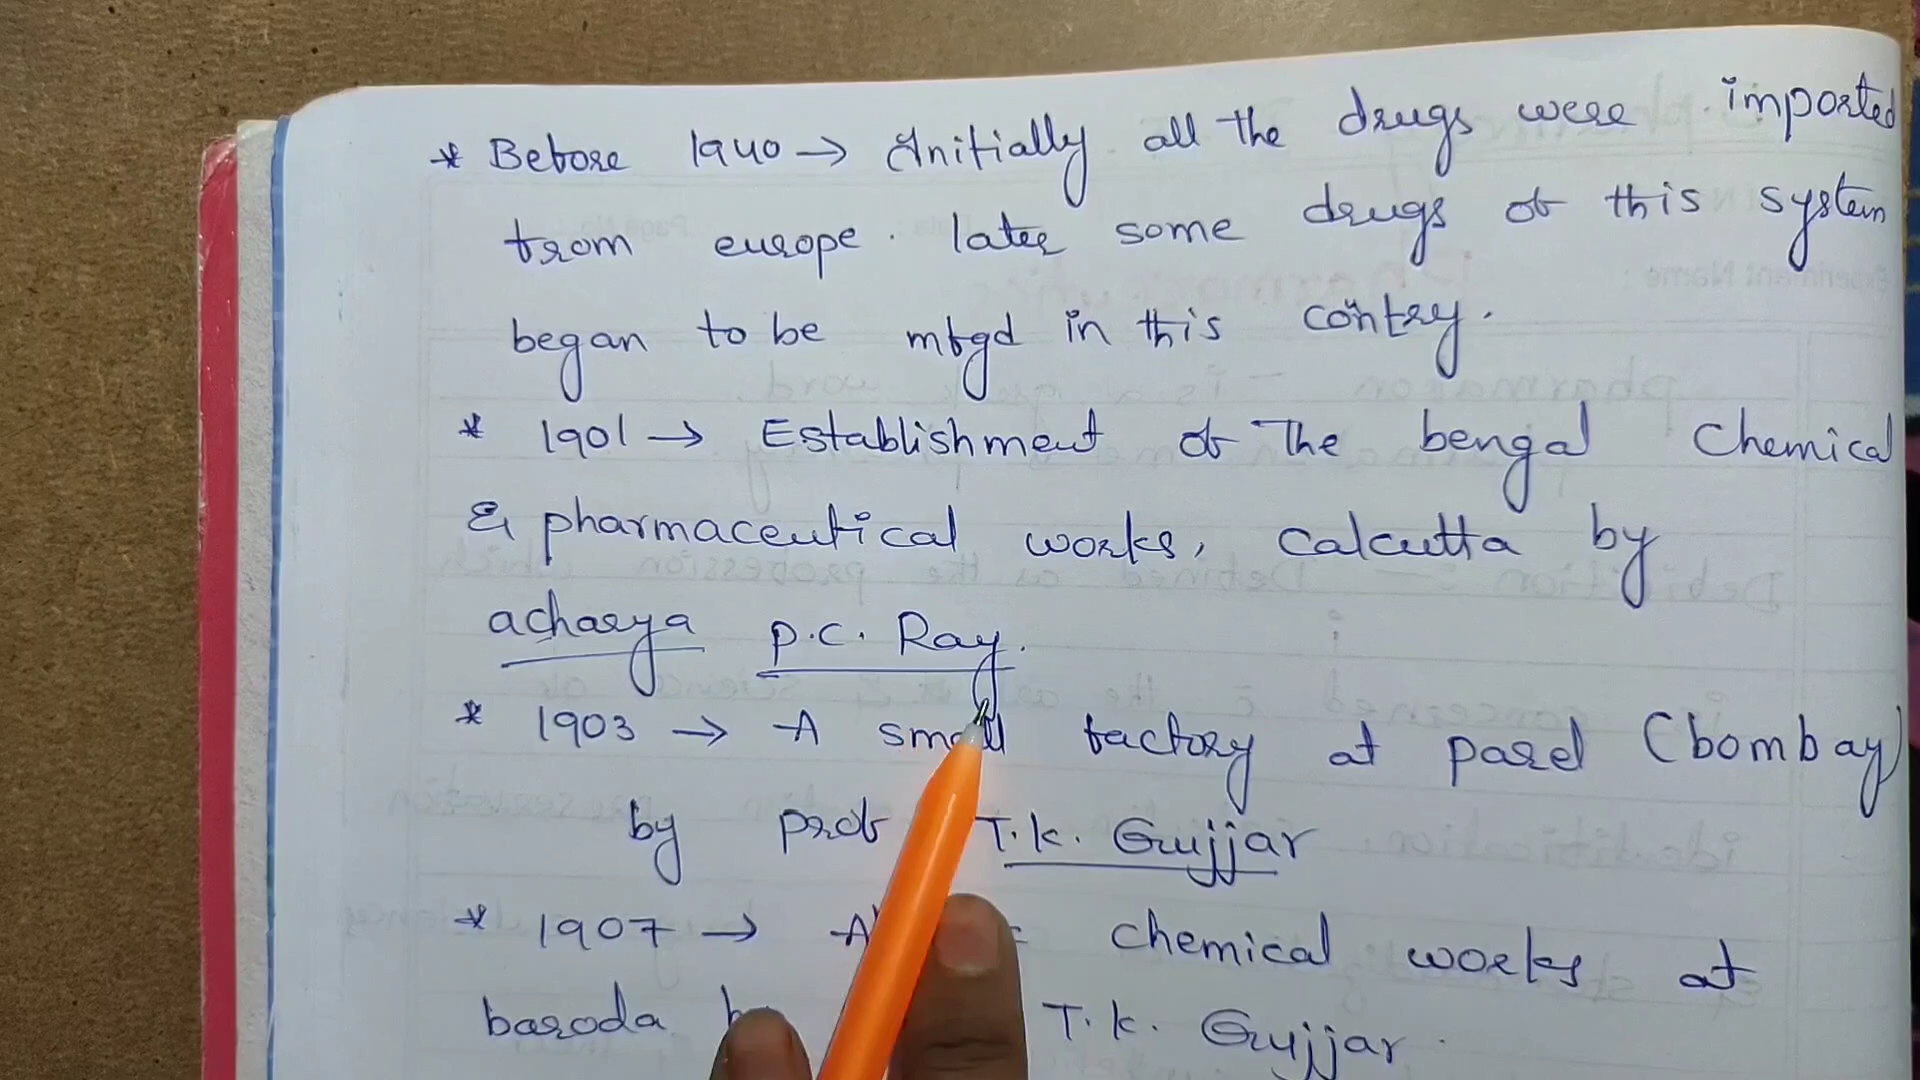 * Before 1940 → Initially all the drugs were imported
from europe. later some drugs of this system
began to be mfgd in this contry.
* 1901 → Establishment of The bengal Chemical
& pharmaceutical works, calcutta by
acharya P.C. Ray.
* 1903 → A small factory at parel (bombay)
by prof T.K. Gujjar
* 1907 → chemical works at
baroda T.K. Gujjar.